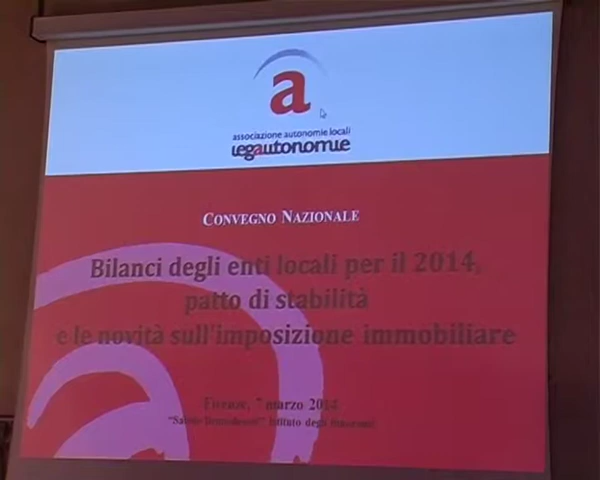 a
associazione autonomie locali
legautonomie
CONVEGNO NAZIONALE
Bilanci degli enti locali per il 2014,
patto di stabilità
e le novità sull'imposizione immobiliare
Firenze, 7 marzo 2014
Istituto degli Innocenti